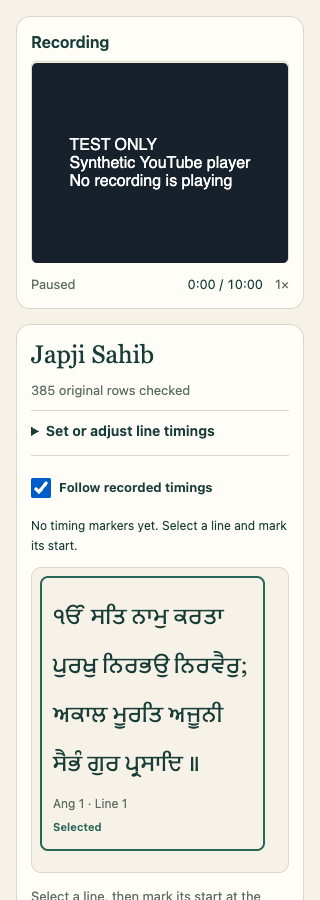 Recording
TEST ONLY
Synthetic YouTube player
No recording is playing
Paused 0:00 / 10:00 1×
Japji Sahib
385 original rows checked
▶ Set or adjust line timings
Follow recorded timings
No timing markers yet. Select a line and mark
its start.
ੴ ਸਤਿ ਨਾਮੁ ਕਰਤਾ
ਪੁਰਖੁ ਨਿਰਭਉ ਨਿਰਵੈਰੁ;
ਅਕਾਲ ਮੂਰਤਿ ਅਜੂਨੀ
ਸੈਭੰ ਗੁਰ ਪ੍ਰਸਾਦਿ ॥
Ang 1 · Line 1
Selected
Select a line, then mark its start at the